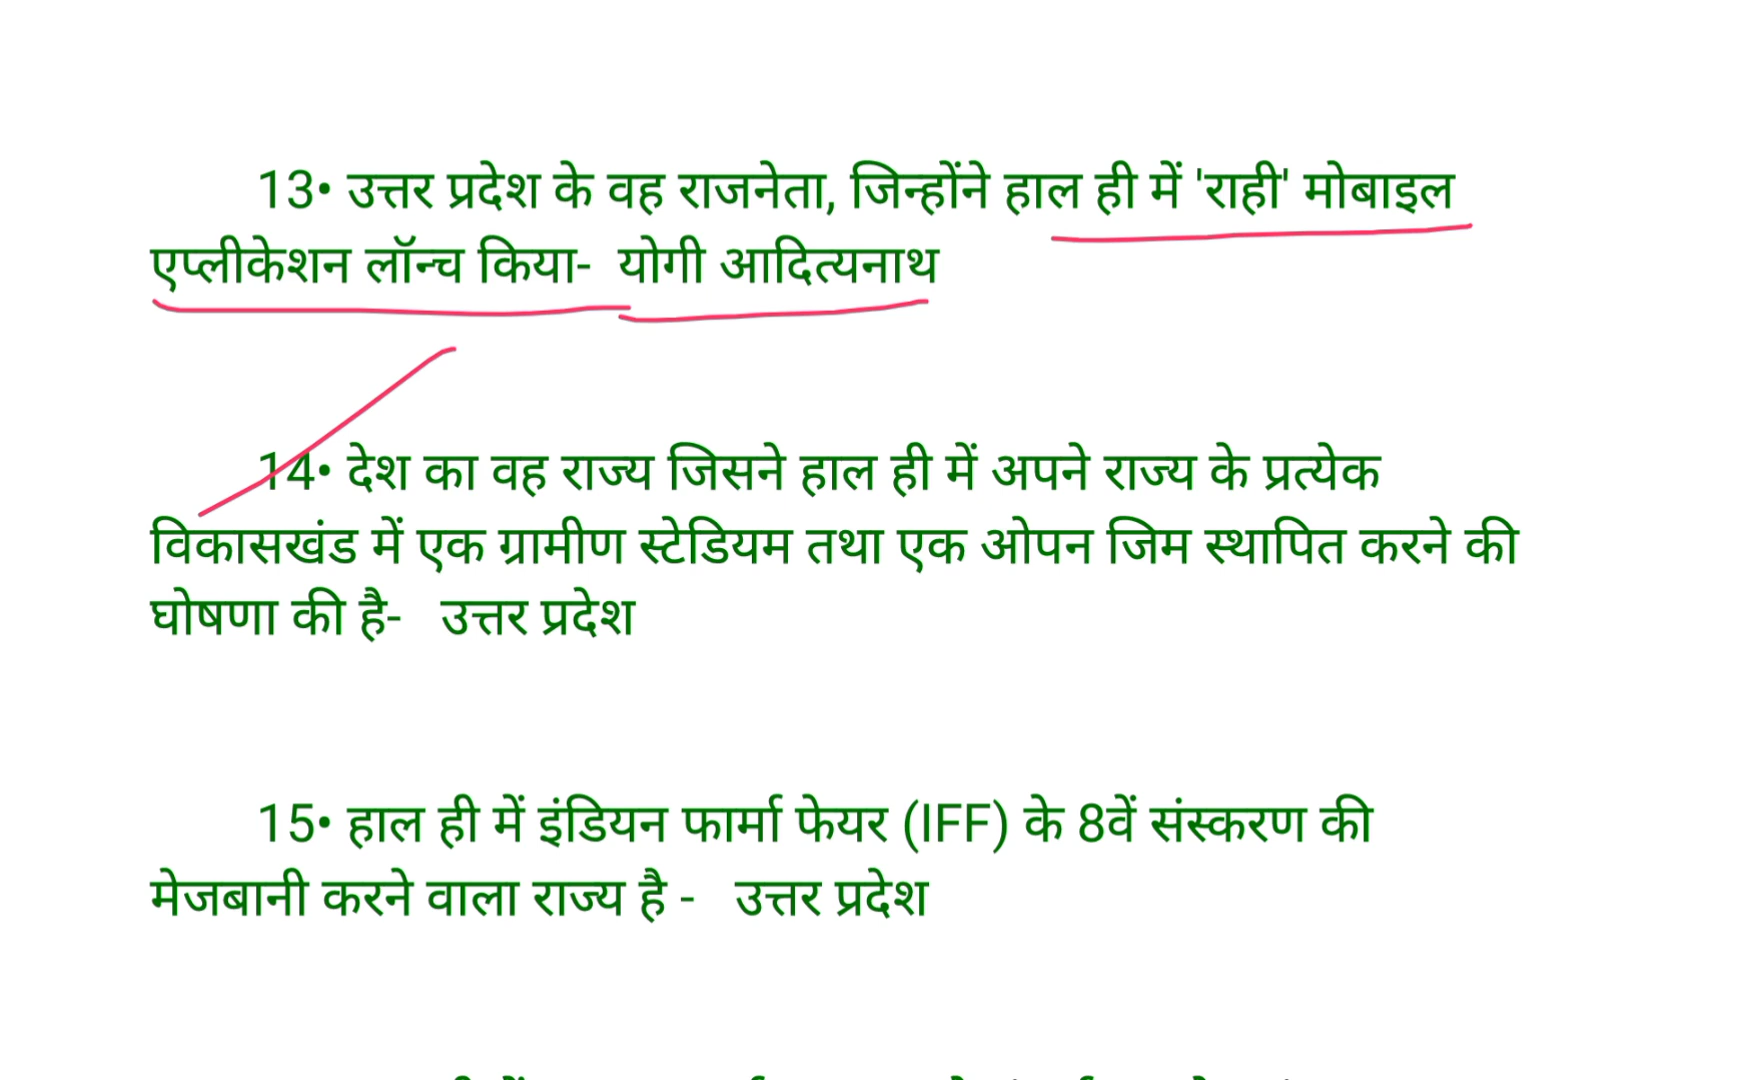 13• उत्तर प्रदेश के वह राजनेता, जिन्होंने हाल ही में 'राही' मोबाइल
एप्लीकेशन लॉन्च किया- योगी आदित्यनाथ
14• देश का वह राज्य जिसने हाल ही में अपने राज्य के प्रत्येक
विकासखंड में एक ग्रामीण स्टेडियम तथा एक ओपन जिम स्थापित करने की
घोषणा की है- उत्तर प्रदेश
15• हाल ही में इंडियन फार्मा फेयर (IFF) के 8वें संस्करण की
मेजबानी करने वाला राज्य है - उत्तर प्रदेश